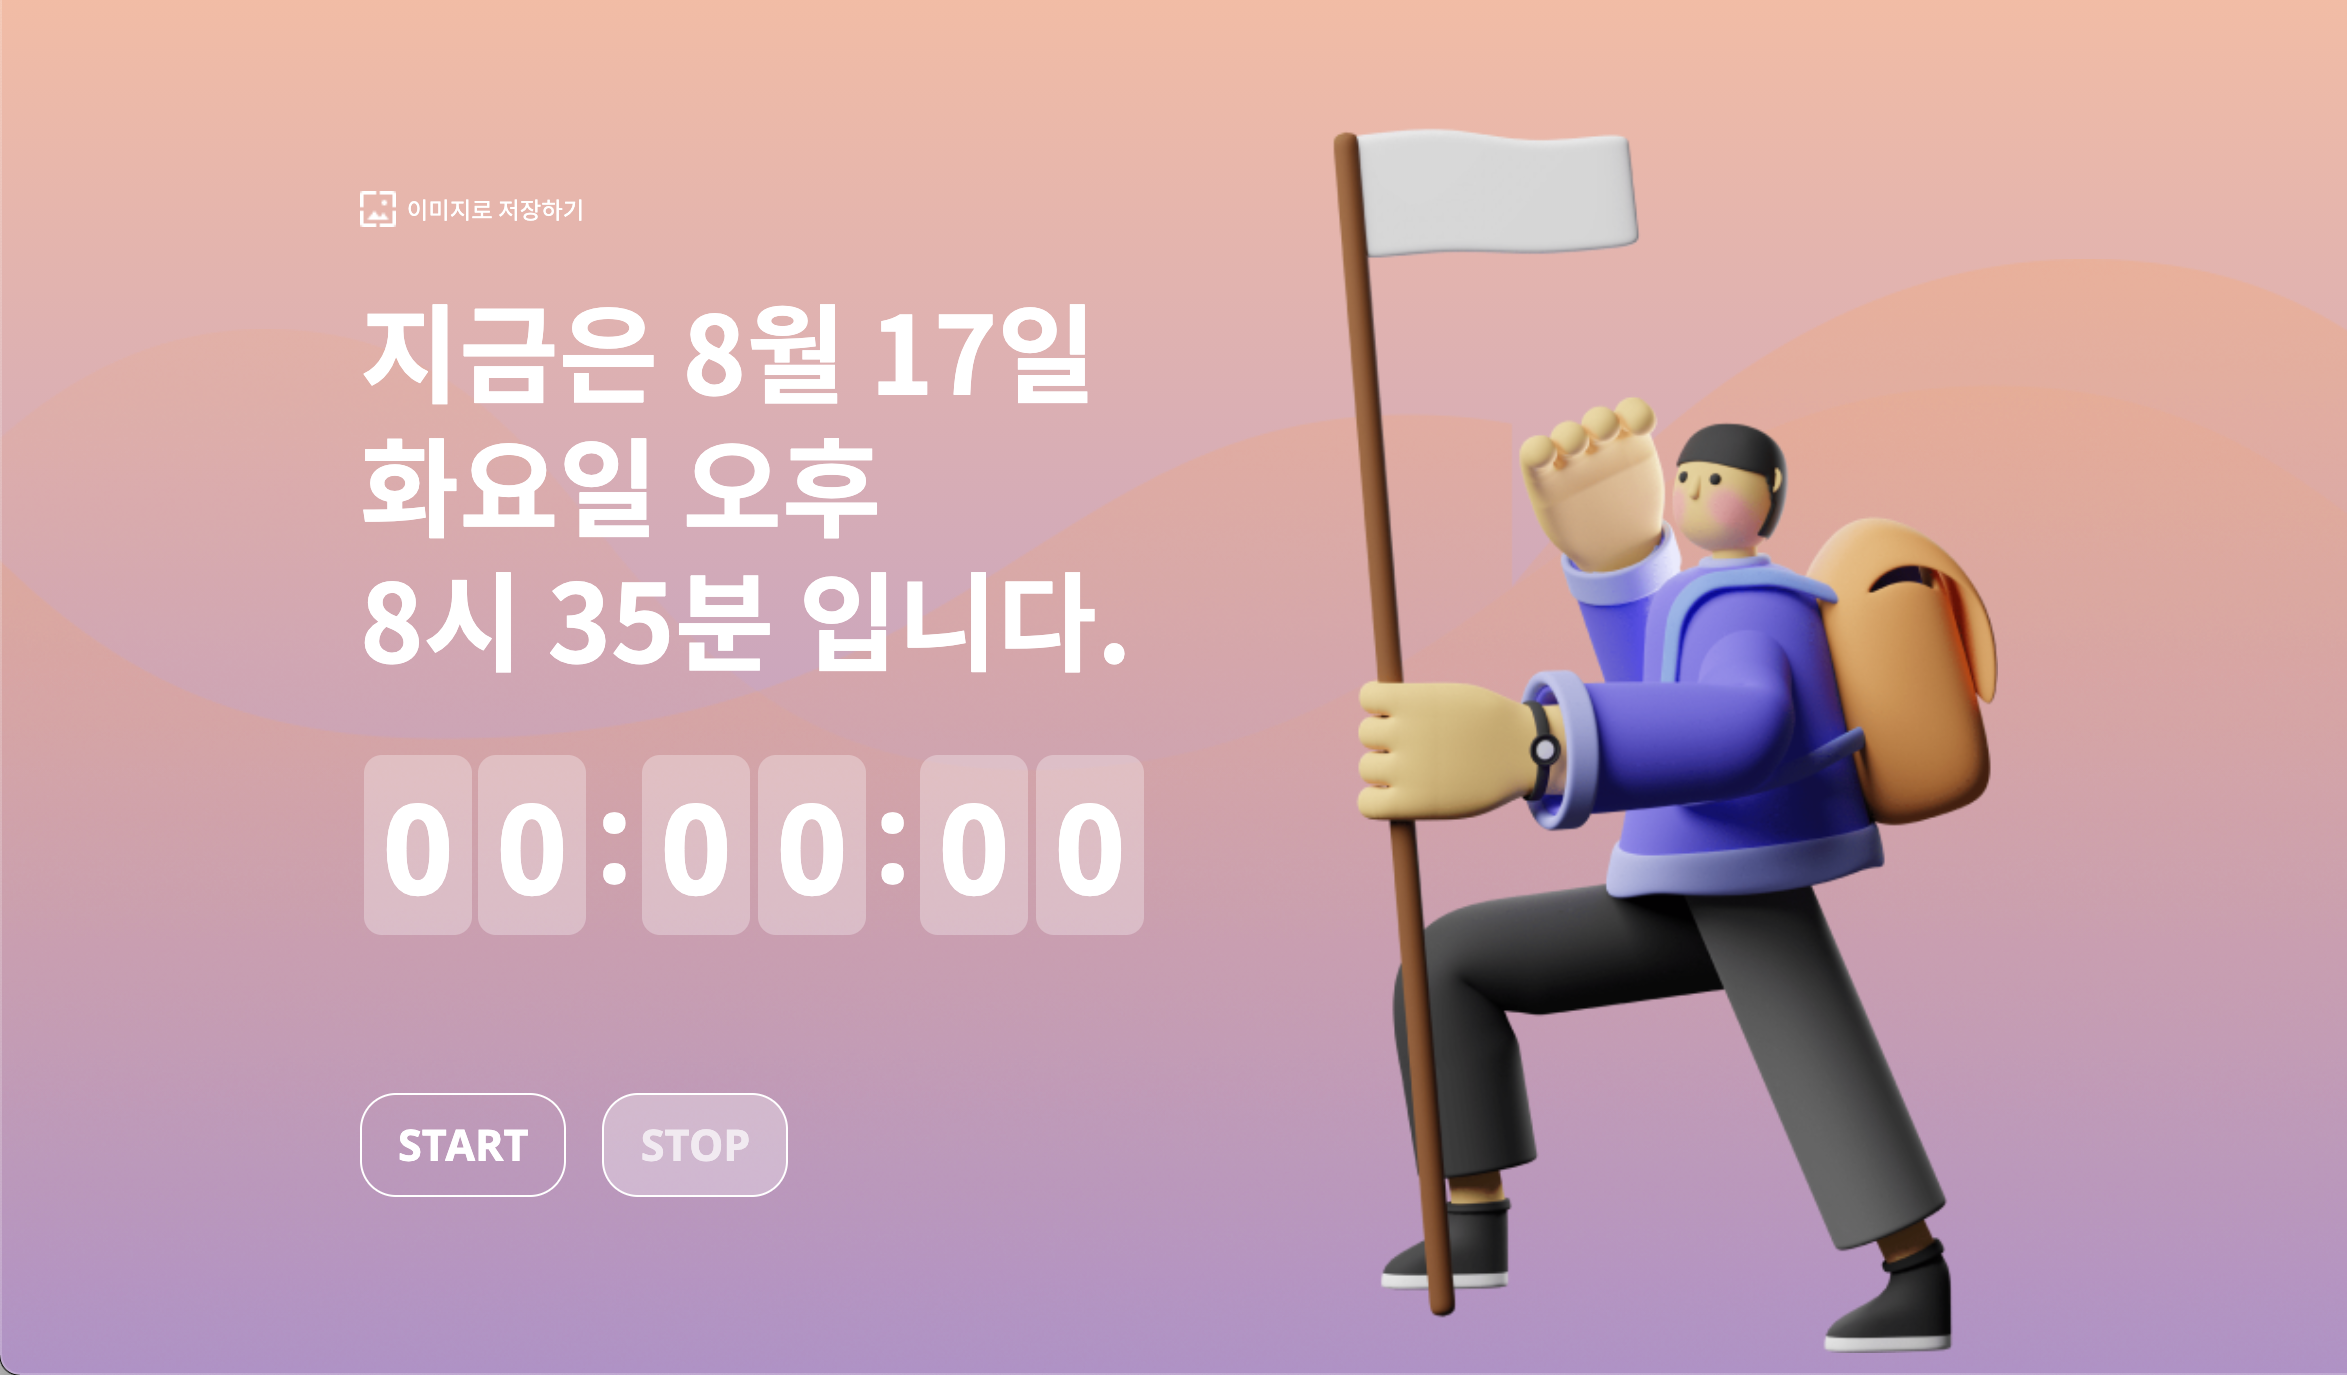 이미지로 저장하기
지금은 8월 17일
화요일 오후
8시 35분 입니다.
00:00:00
START STOP